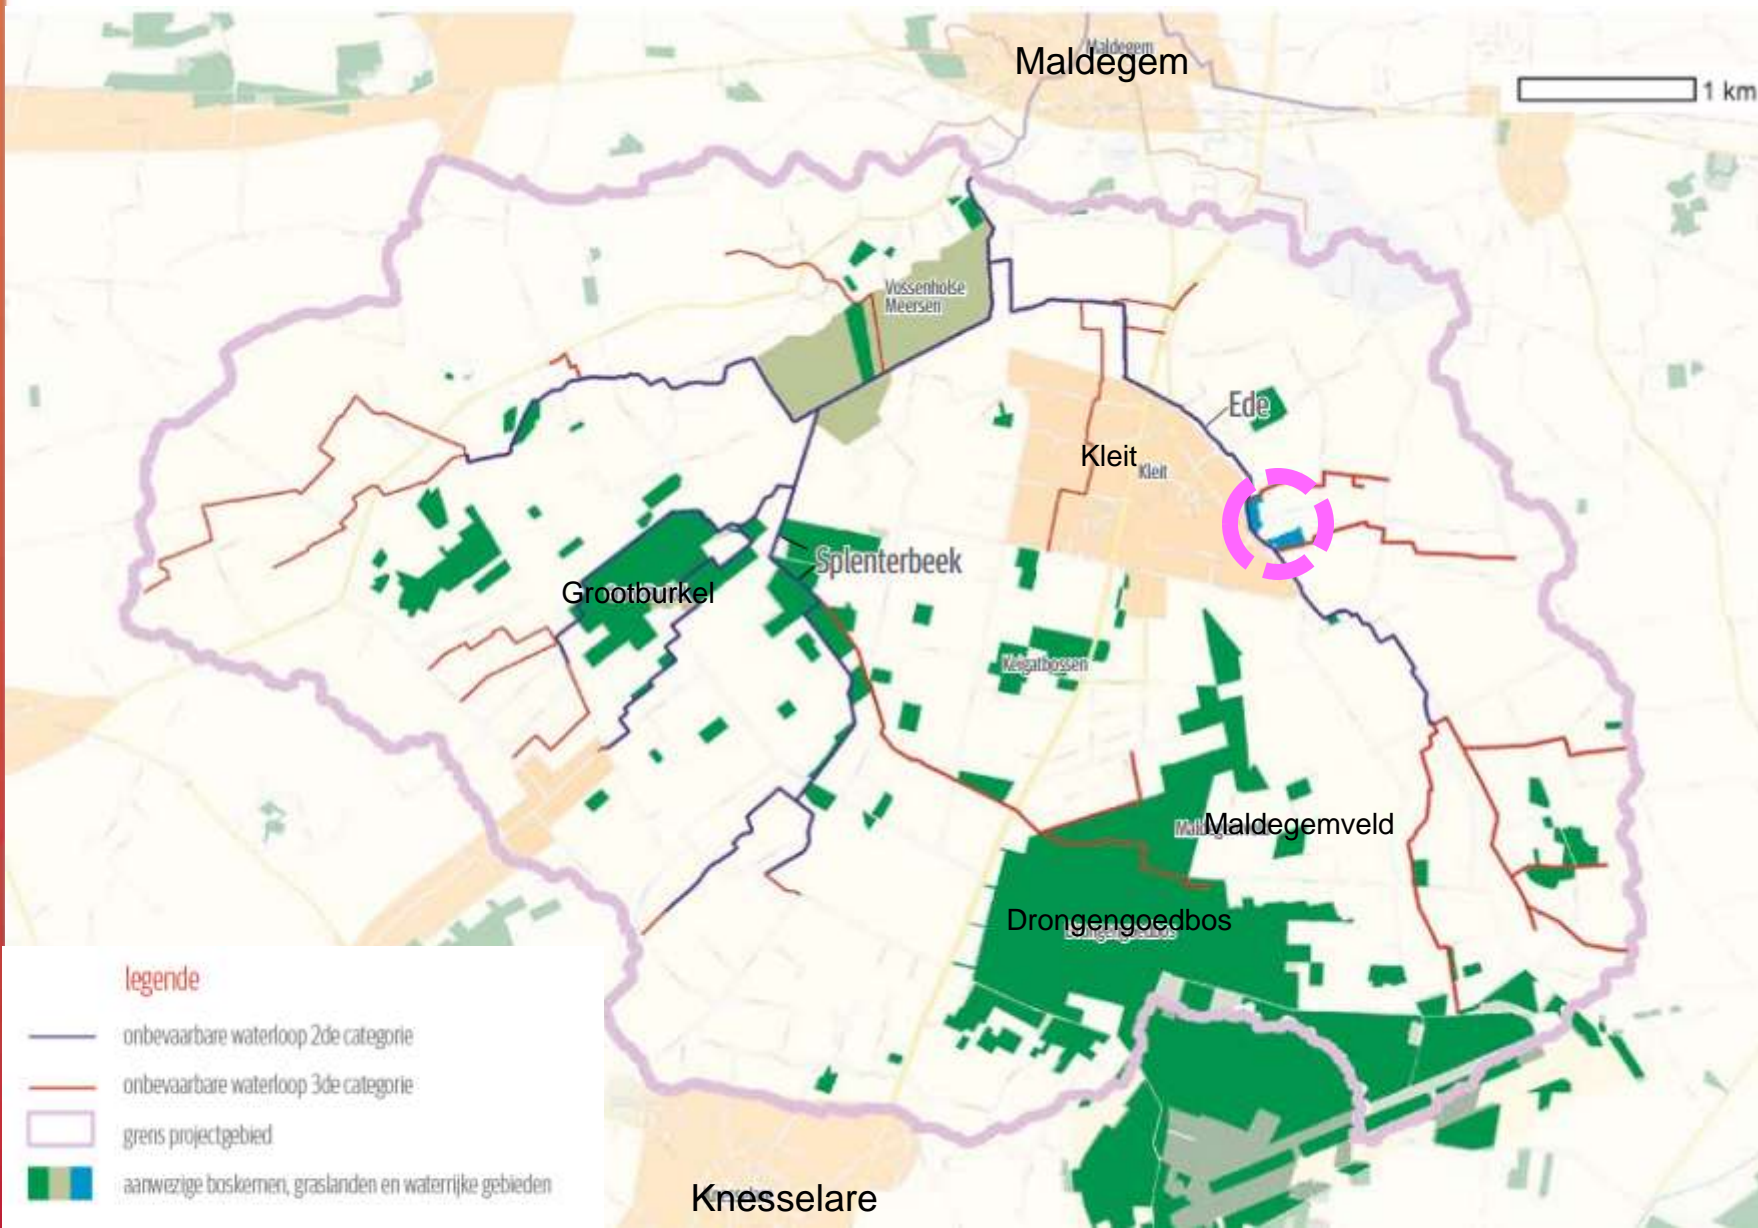 Maldegem
Maldegem
1 km
Vossenholse
Meersen
Ede
Kleit
Kleit
Splenterbeek
Grootburkel
Keigatbossen
Maldegemveld
Drongengoedbos
Drongengoedbos
legende
onbevaarbare waterloop 2de categorie
onbevaarbare waterloop 3de categorie
grens projectgebied
aanwezige boskernen, graslanden en waterrijke gebieden
Knesselare